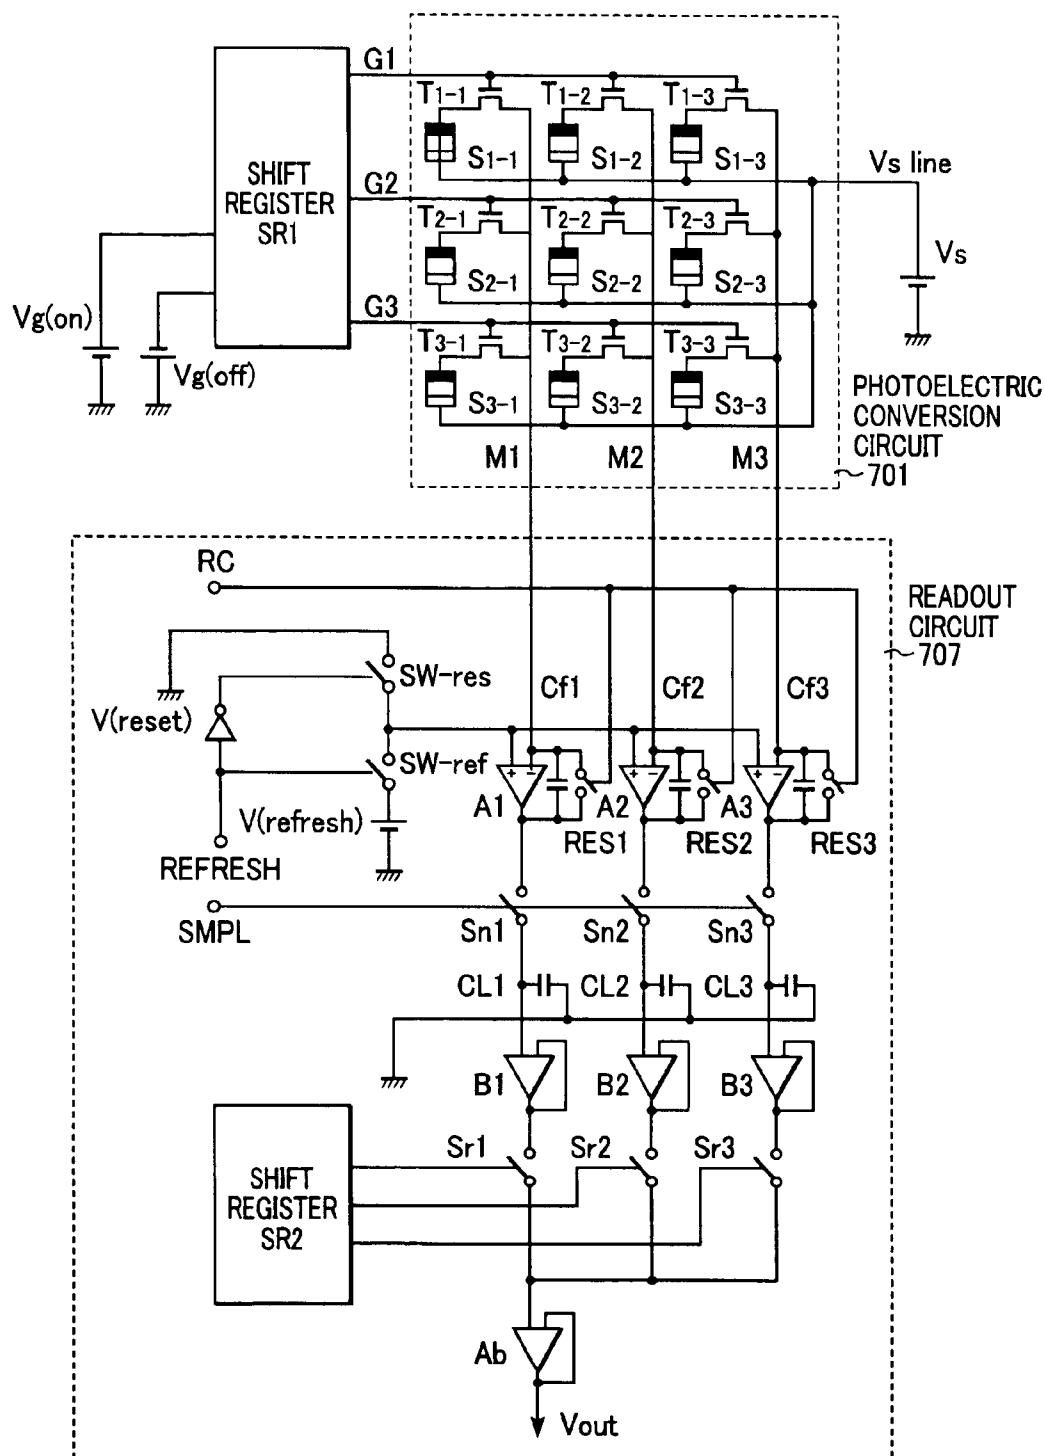 G1
T1-1
T1-2
T1-3
S1-1
S1-2
S1-3
Vs line
SHIFT
REGISTER
SR1
G2
T2-1
T2-2
T2-3
S2-1
S2-2
S2-3
Vs
G3
Vg(on)
Vg(off)
T3-1
T3-2
T3-3
S3-1
S3-2
S3-3
PHOTOELECTRIC
CONVERSION
CIRCUIT
701
M1
M2
M3
RC
READOUT
CIRCUIT
707
SW-res
Cf1
Cf2
Cf3
V(reset)
SW-ref
+ −
+ −
+ −
A1
A2
A3
V(refresh)
RES1
RES2
RES3
REFRESH
SMPL
Sn1
Sn2
Sn3
CL1
CL2
CL3
B1
B2
B3
Sr1
Sr2
Sr3
SHIFT
REGISTER
SR2
Ab
Vout